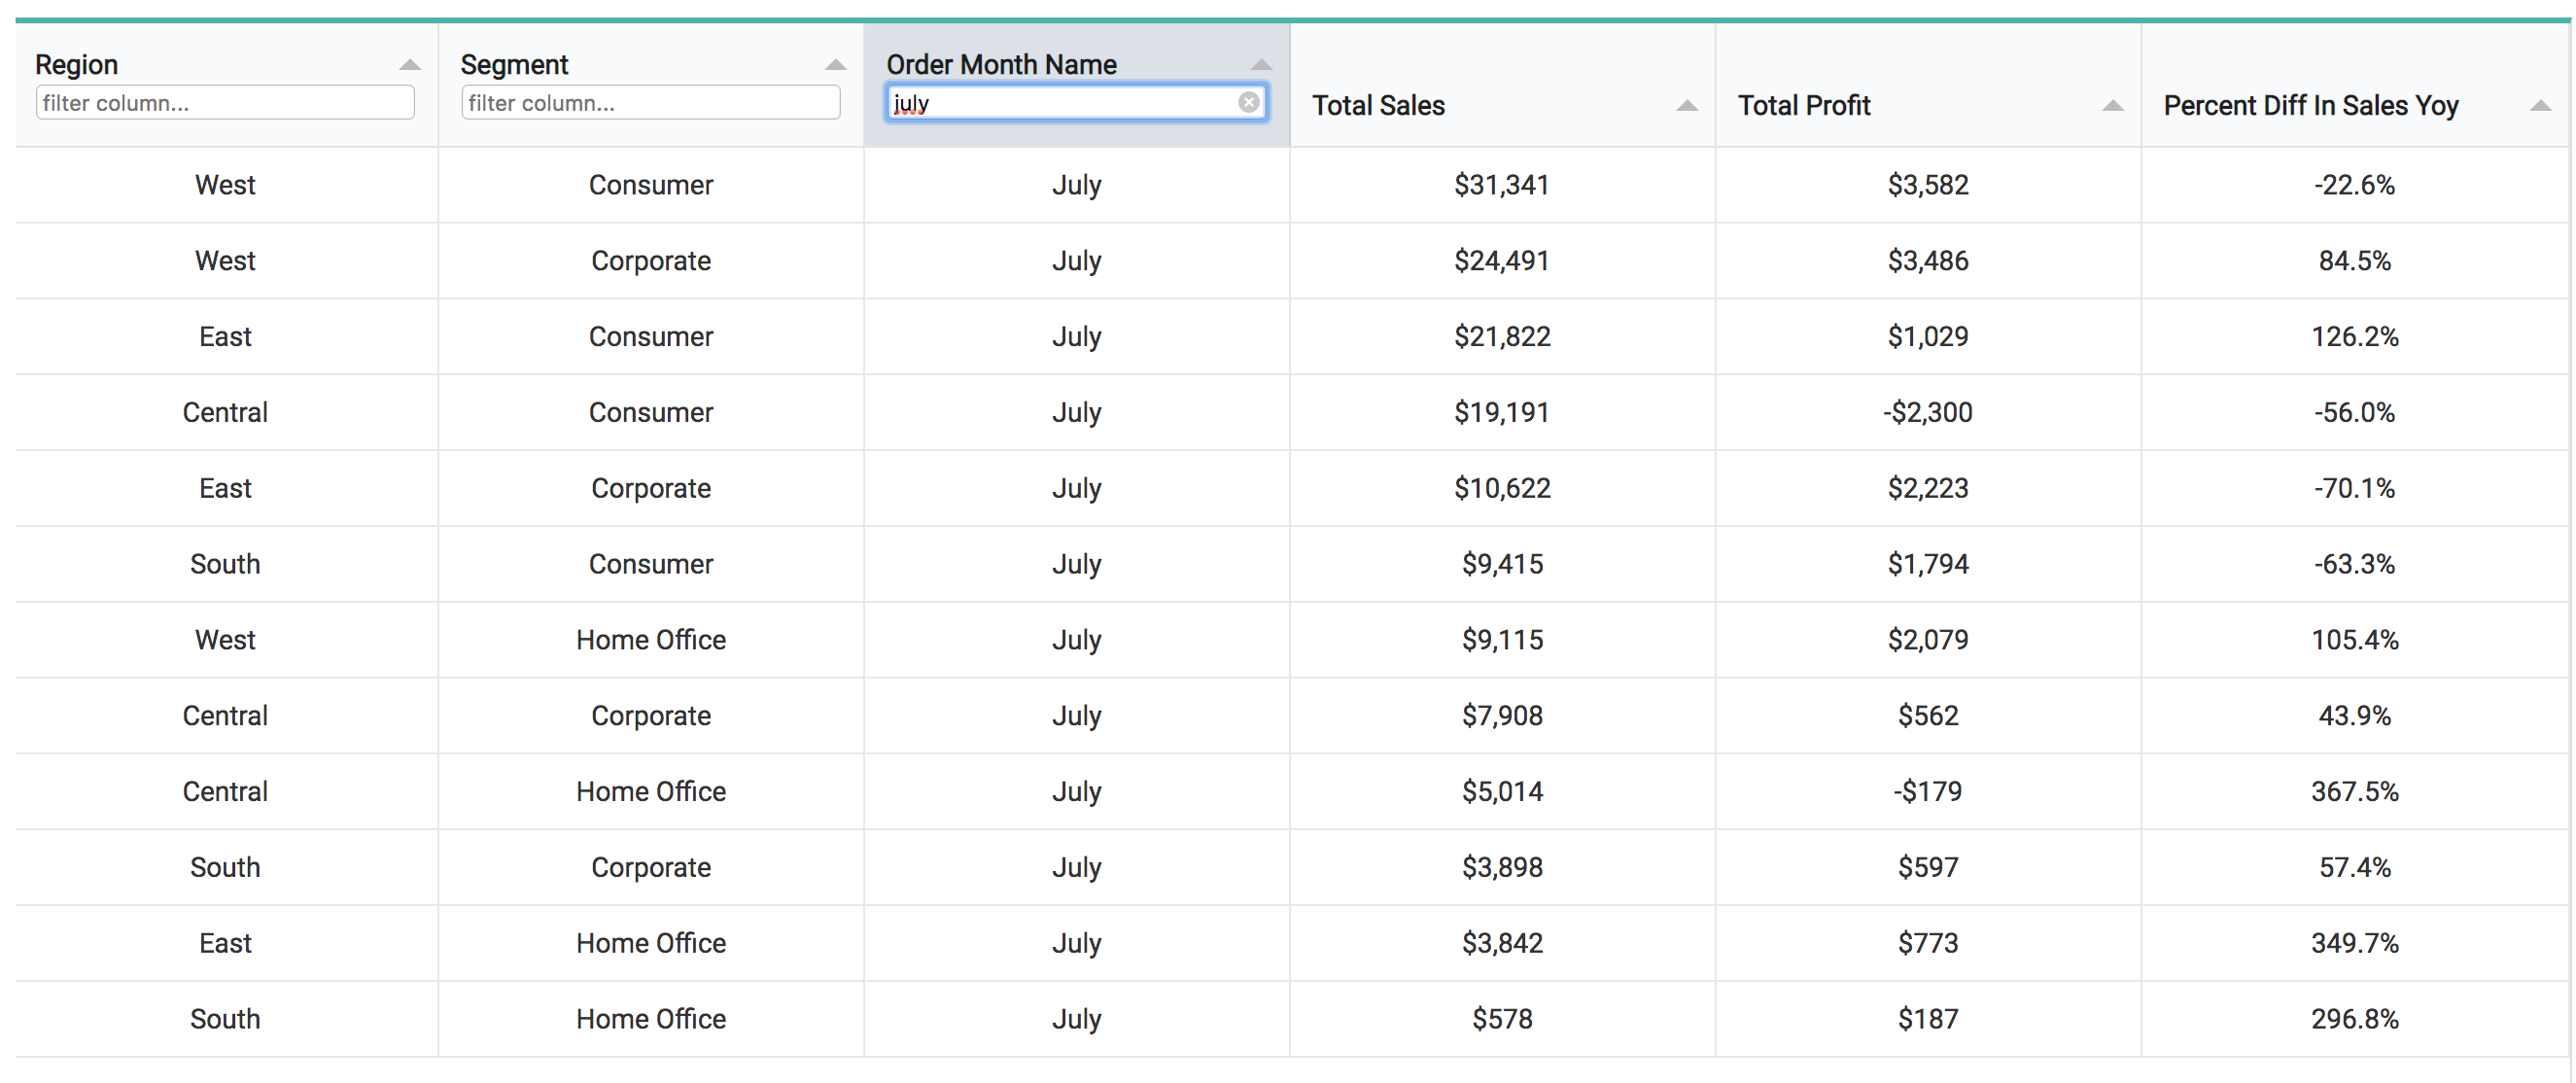 Region Segment Order Month Name Total Sales Total Profit Percent Diff In Sales Yoy
filter column... filter column... july
West Consumer July $31,341 $3,582 -22.6%
West Corporate July $24,491 $3,486 84.5%
East Consumer July $21,822 $1,029 126.2%
Central Consumer July $19,191 -$2,300 -56.0%
East Corporate July $10,622 $2,223 -70.1%
South Consumer July $9,415 $1,794 -63.3%
West Home Office July $9,115 $2,079 105.4%
Central Corporate July $7,908 $562 43.9%
Central Home Office July $5,014 -$179 367.5%
South Corporate July $3,898 $597 57.4%
East Home Office July $3,842 $773 349.7%
South Home Office July $578 $187 296.8%